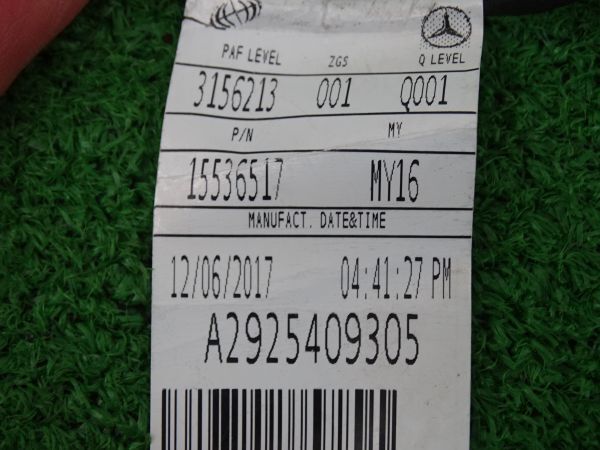 PAF LEVEL ZGS Q LEVEL
3156213 001 Q001
P/N MY
15536517 MY16
MANUFACT. DATE&TIME
12/06/2017 04:41:27 PM
A2925409305